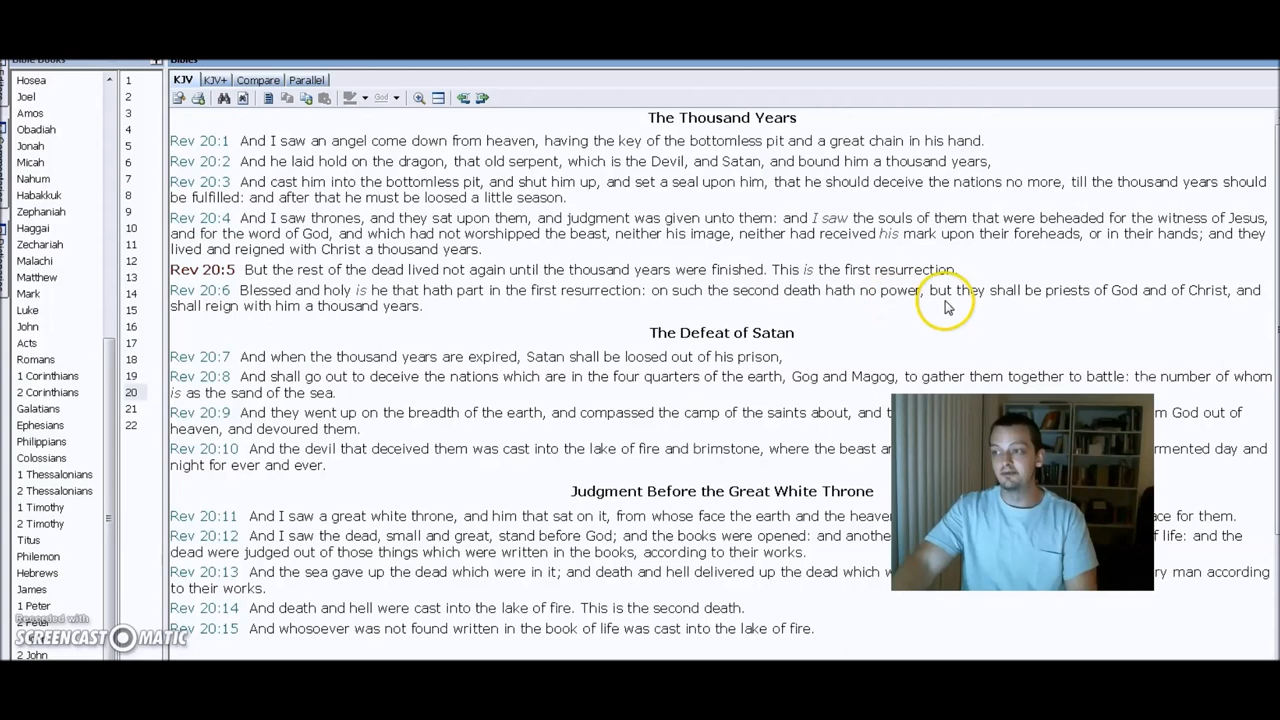 Bible Books
Bibles
KJV KJV+ Compare Parallel
God
Hosea
Joel
Amos
Obadiah
Jonah
Micah
Nahum
Habakkuk
Zephaniah
Haggai
Zechariah
Malachi
Matthew
Mark
Luke
John
Acts
Romans
1 Corinthians
2 Corinthians
Galatians
Ephesians
Philippians
Colossians
1 Thessalonians
2 Thessalonians
1 Timothy
2 Timothy
Titus
Philemon
Hebrews
James
1 Peter
2 Peter
2 John
1
2
3
4
5
6
7
8
9
10
11
12
13
14
15
16
17
18
19
20
21
22
The Thousand Years
Rev 20:1 And I saw an angel come down from heaven, having the key of the bottomless pit and a great chain in his hand.
Rev 20:2 And he laid hold on the dragon, that old serpent, which is the Devil, and Satan, and bound him a thousand years,
Rev 20:3 And cast him into the bottomless pit, and shut him up, and set a seal upon him, that he should deceive the nations no more, till the thousand years should
be fulfilled: and after that he must be loosed a little season.
Rev 20:4 And I saw thrones, and they sat upon them, and judgment was given unto them: and I saw the souls of them that were beheaded for the witness of Jesus,
and for the word of God, and which had not worshipped the beast, neither his image, neither had received his mark upon their foreheads, or in their hands; and they
lived and reigned with Christ a thousand years.
Rev 20:5 But the rest of the dead lived not again until the thousand years were finished. This is the first resurrection.
Rev 20:6 Blessed and holy is he that hath part in the first resurrection: on such the second death hath no power, but they shall be priests of God and of Christ, and
shall reign with him a thousand years.
The Defeat of Satan
Rev 20:7 And when the thousand years are expired, Satan shall be loosed out of his prison,
Rev 20:8 And shall go out to deceive the nations which are in the four quarters of the earth, Gog and Magog, to gather them together to battle: the number of whom
is as the sand of the sea.
Rev 20:9 And they went up on the breadth of the earth, and compassed the camp of the saints about, and God out of
heaven, and devoured them.
Rev 20:10 And the devil that deceived them was cast into the lake of fire and brimstone, where the beast day and
night for ever and ever.
Judgment Before the Great White Throne
Rev 20:11 And I saw a great white throne, and him that sat on it, from whose face the earth and the for them.
Rev 20:12 And I saw the dead, small and great, stand before God; and the books were opened: and of life: and the
dead were judged out of those things which were written in the books, according to their works.
Rev 20:13 And the sea gave up the dead which were in it; and death and hell delivered up the dead which man according
to their works.
Rev 20:14 And death and hell were cast into the lake of fire. This is the second death.
Rev 20:15 And whosoever was not found written in the book of life was cast into the lake of fire.
Recorded with
SCREENCAST-O-MATIC